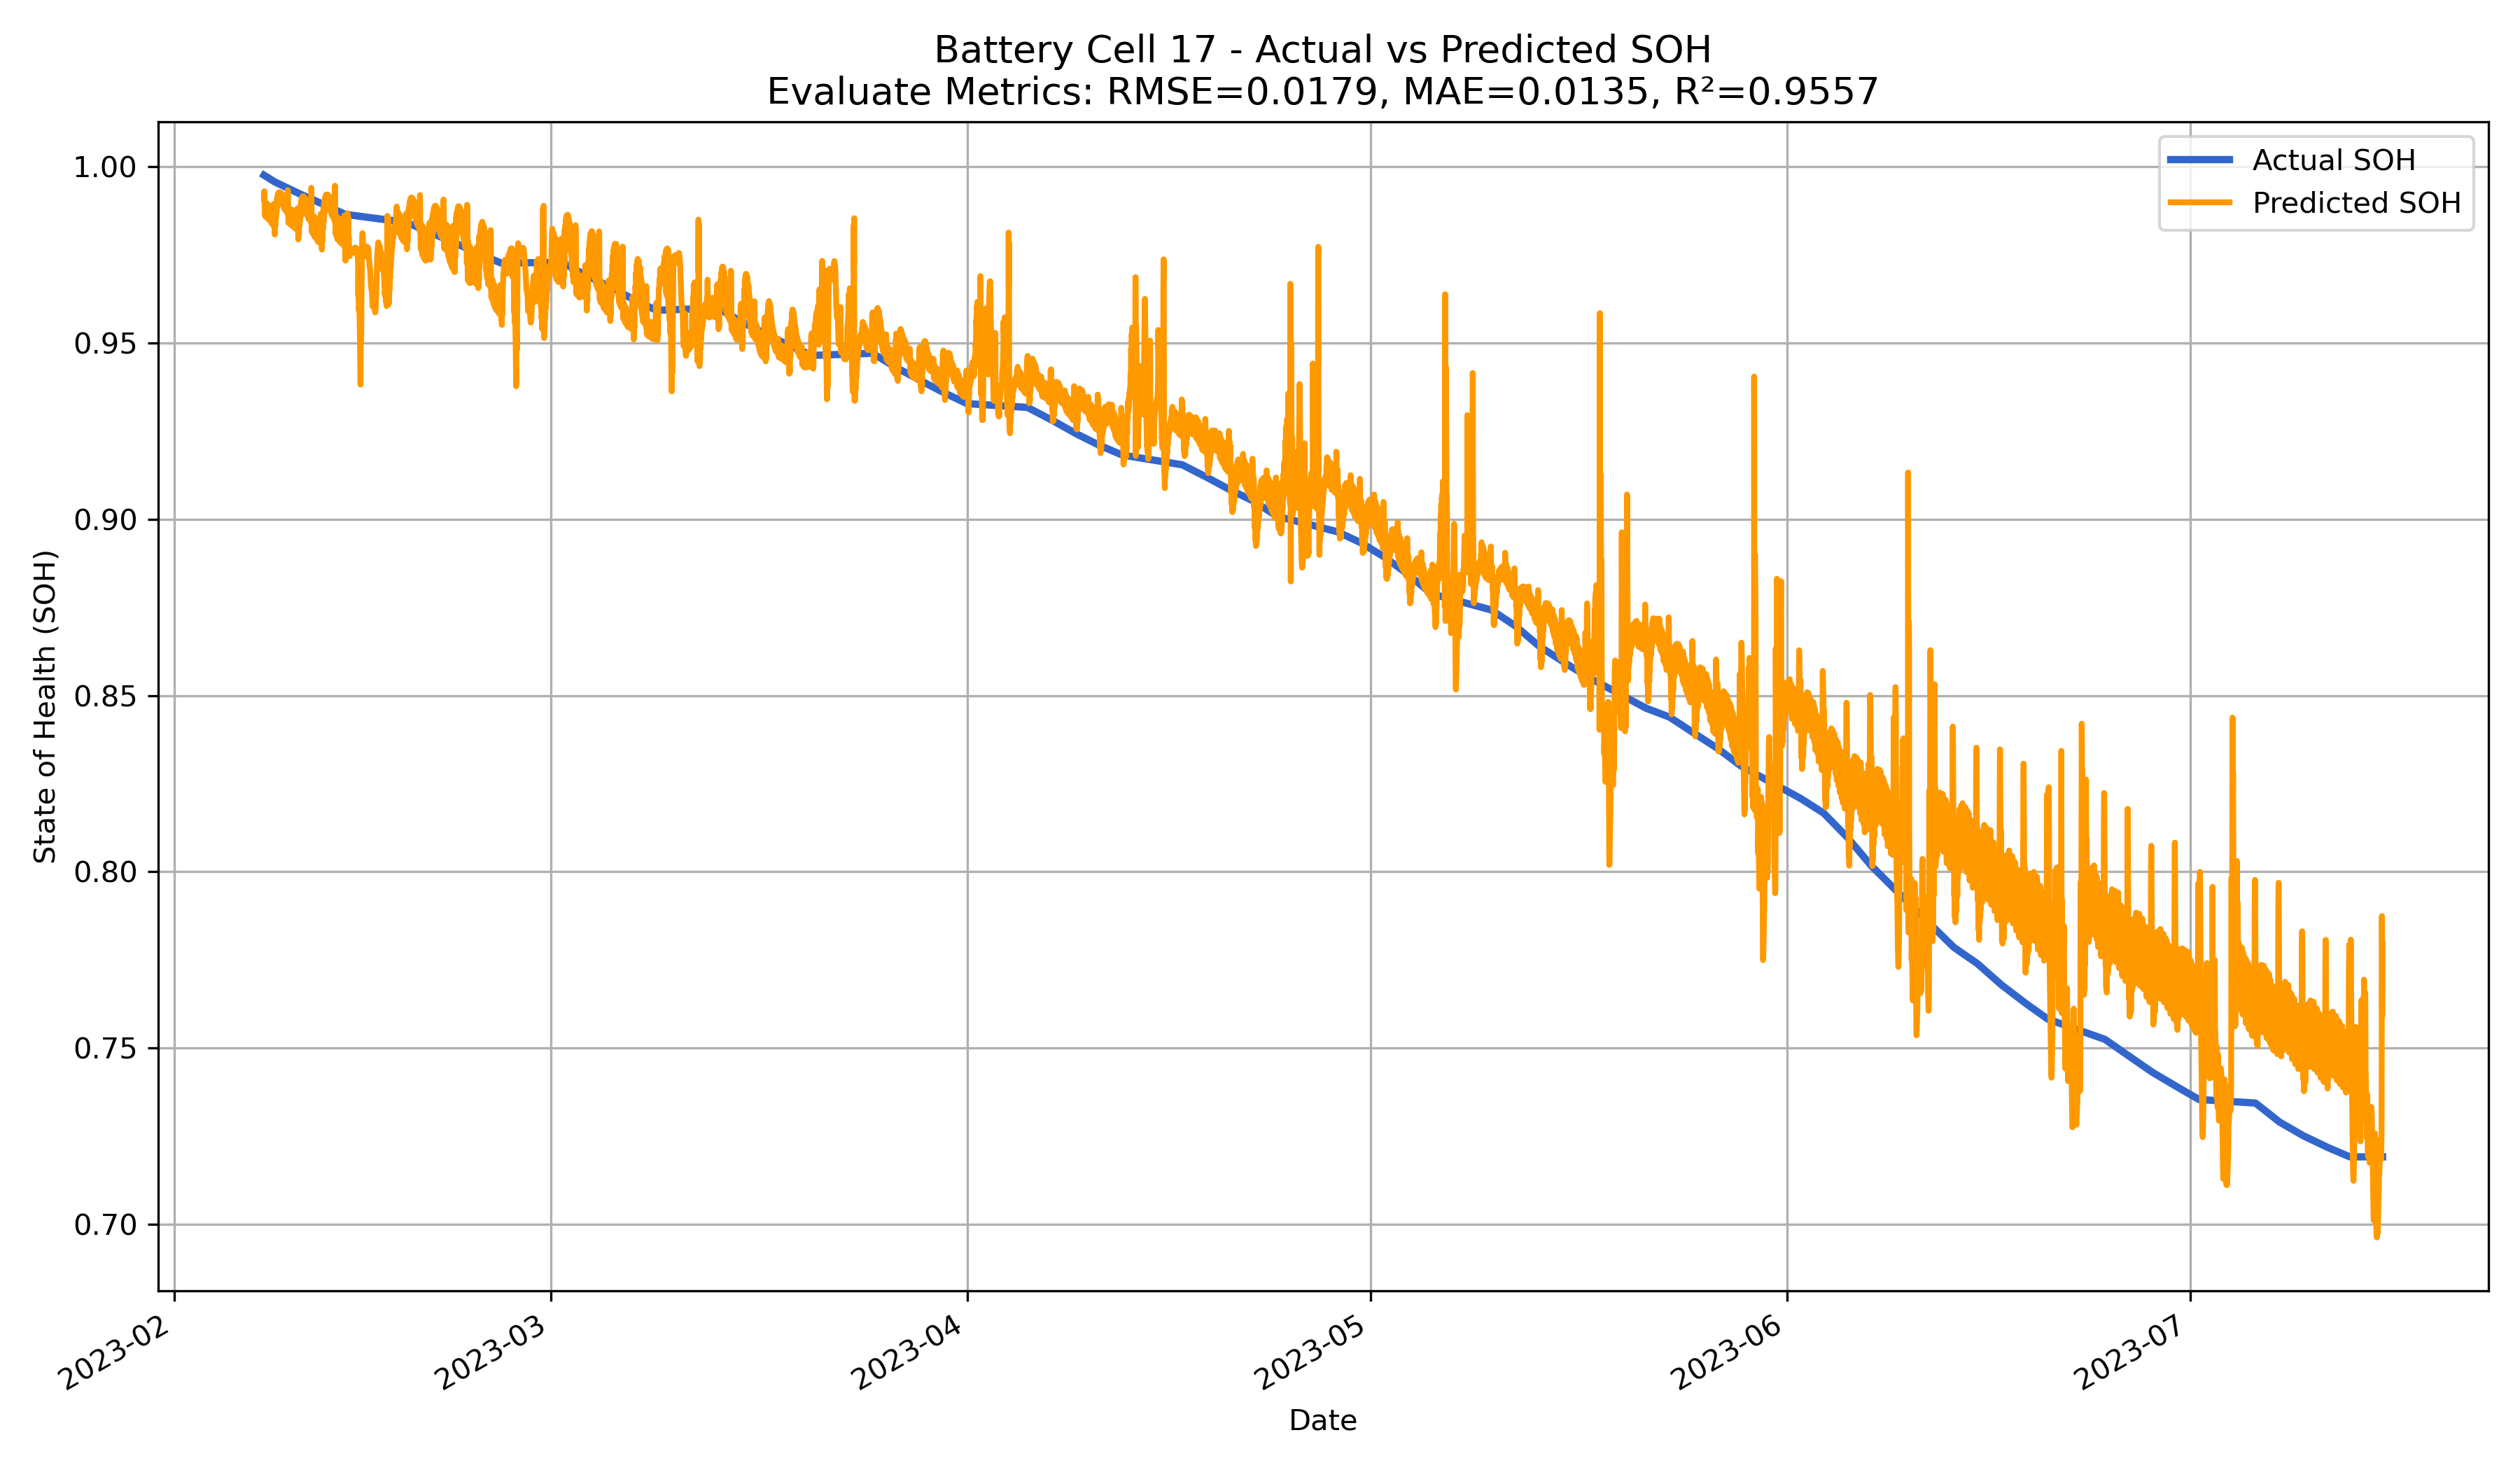 Battery Cell 17 - Actual vs Predicted SOH
Evaluate Metrics: RMSE=0.0179, MAE=0.0135, R²=0.9557
Actual SOH
Predicted SOH
State of Health (SOH)
1.00
0.95
0.90
0.85
0.80
0.75
0.70
2023-02
2023-03
2023-04
2023-05
2023-06
2023-07
Date